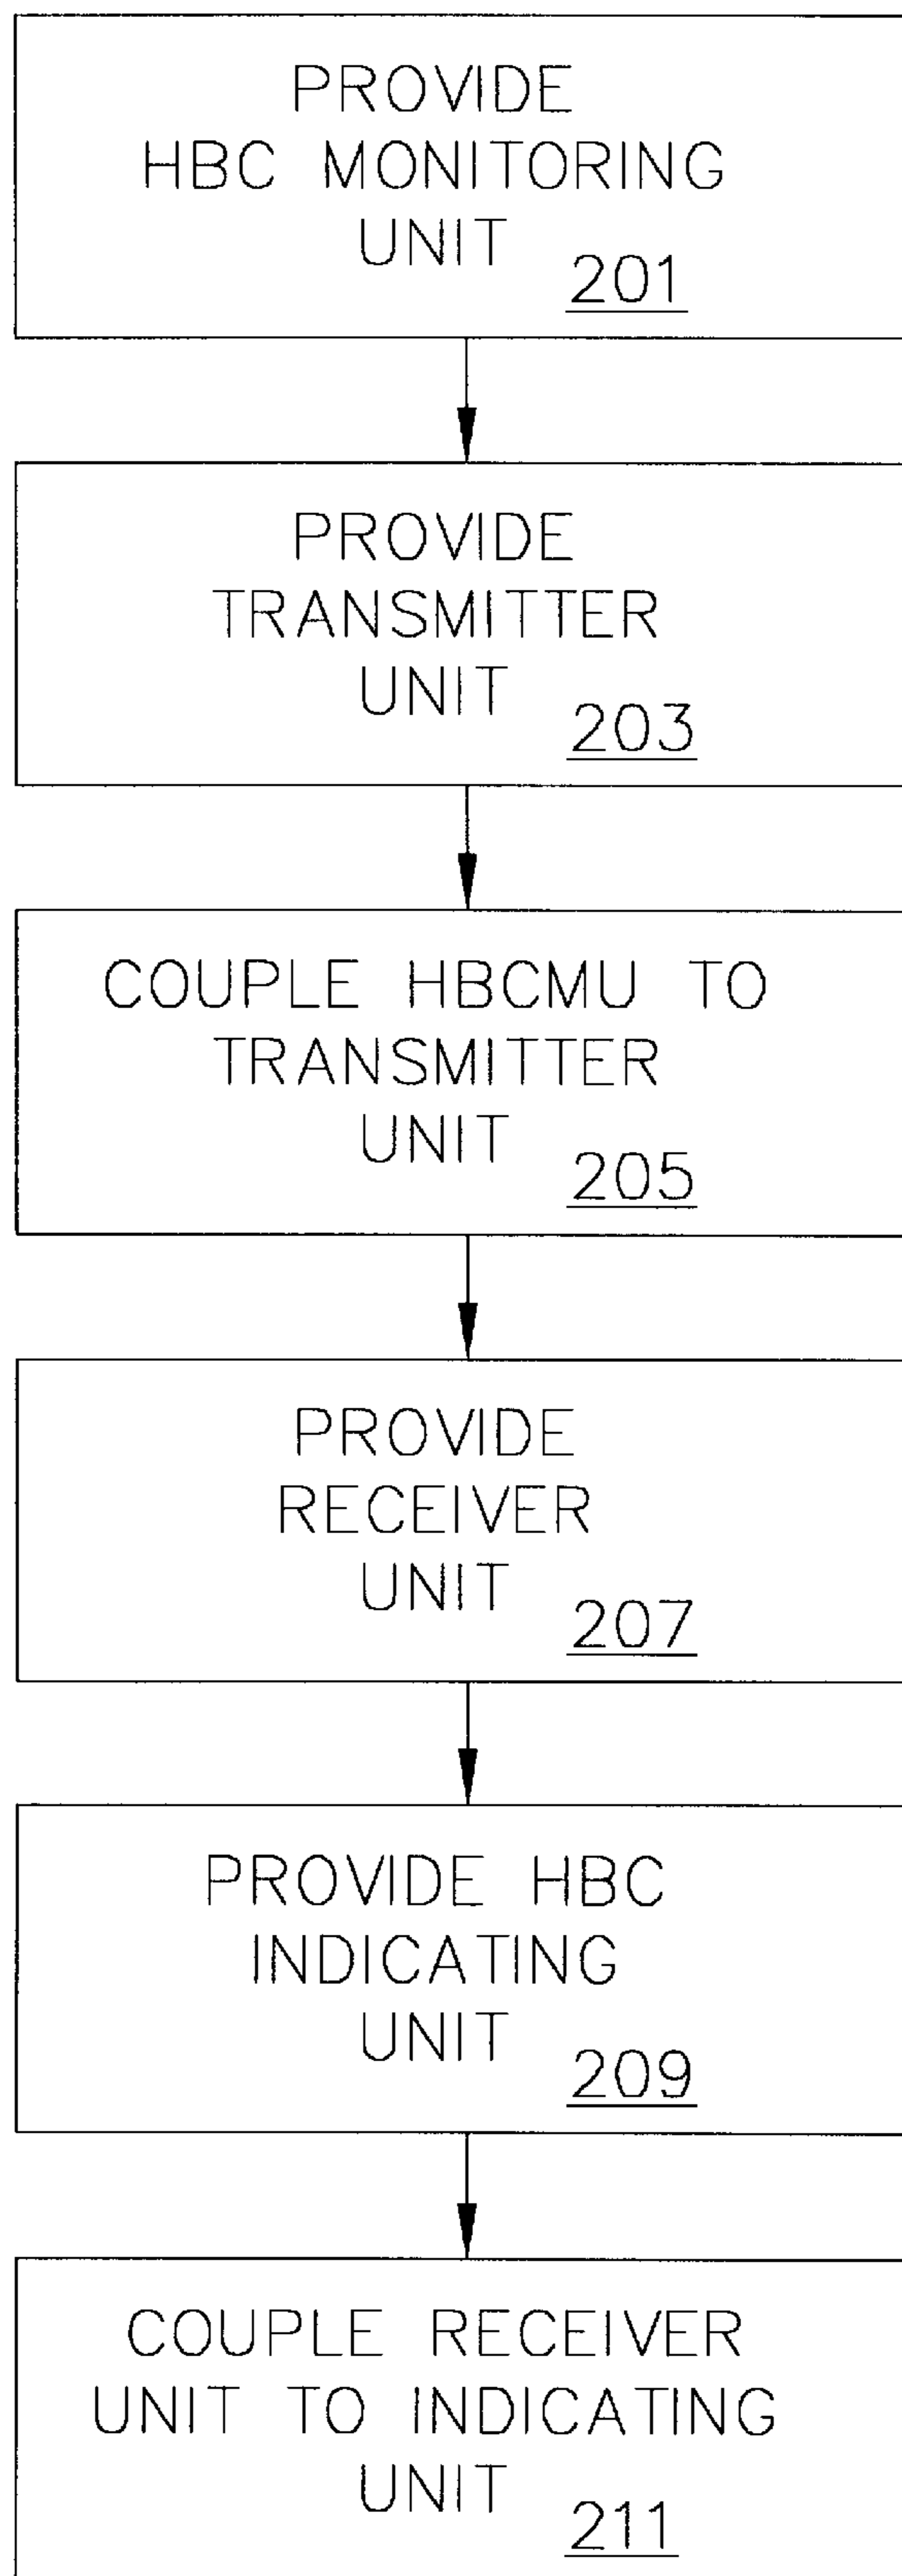 PROVIDE
HBC MONITORING
UNIT
201
PROVIDE
TRANSMITTER
UNIT
203
COUPLE HBCMU TO
TRANSMITTER
UNIT
205
PROVIDE
RECEIVER
UNIT
207
PROVIDE HBC
INDICATING
UNIT
209
COUPLE RECEIVER
UNIT TO INDICATING
UNIT
211